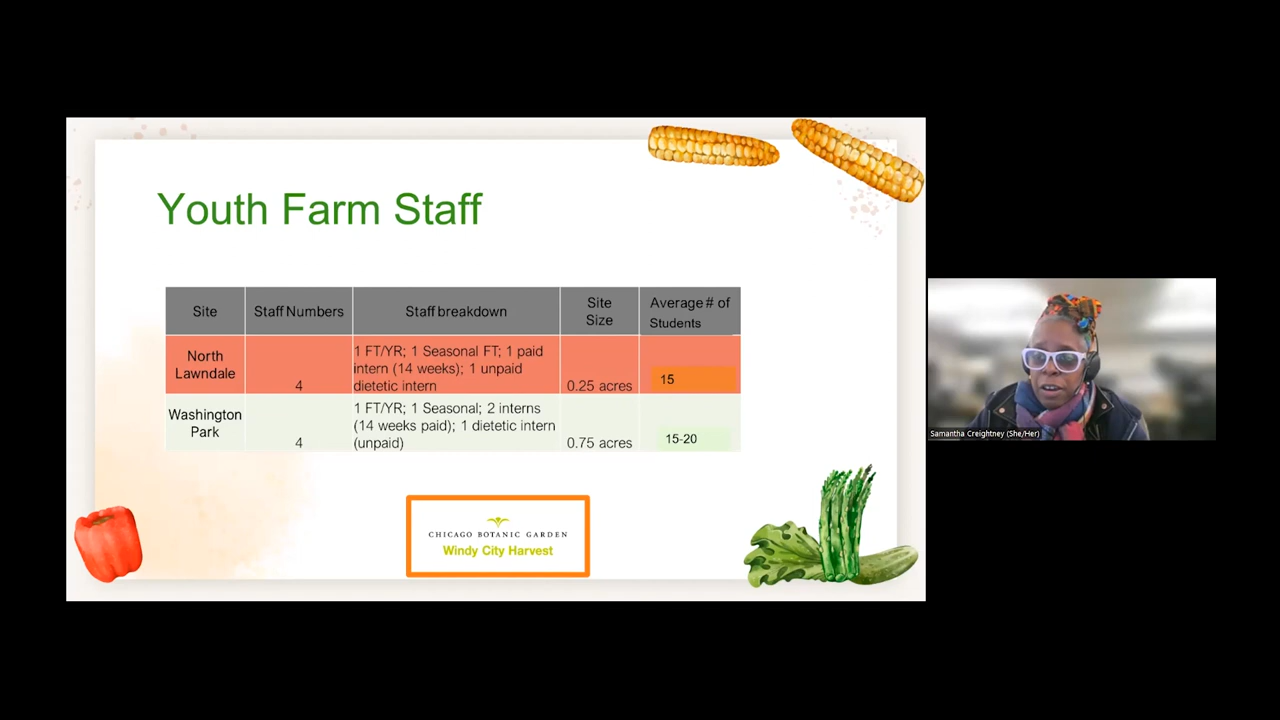 Youth Farm Staff
Site
Staff Numbers
Staff breakdown
Site
Size
Average # of
Students
North
Lawndale
4
1 FT/YR; 1 Seasonal FT; 1 paid
intern (14 weeks); 1 unpaid
dietetic intern
0.25 acres
15
Washington
Park
4
1 FT/YR; 1 Seasonal; 2 interns
(14 weeks paid); 1 dietetic intern
(unpaid)
0.75 acres
15-20
CHICAGO BOTANIC GARDEN
Windy City Harvest
Samantha Creightney (She/Her)